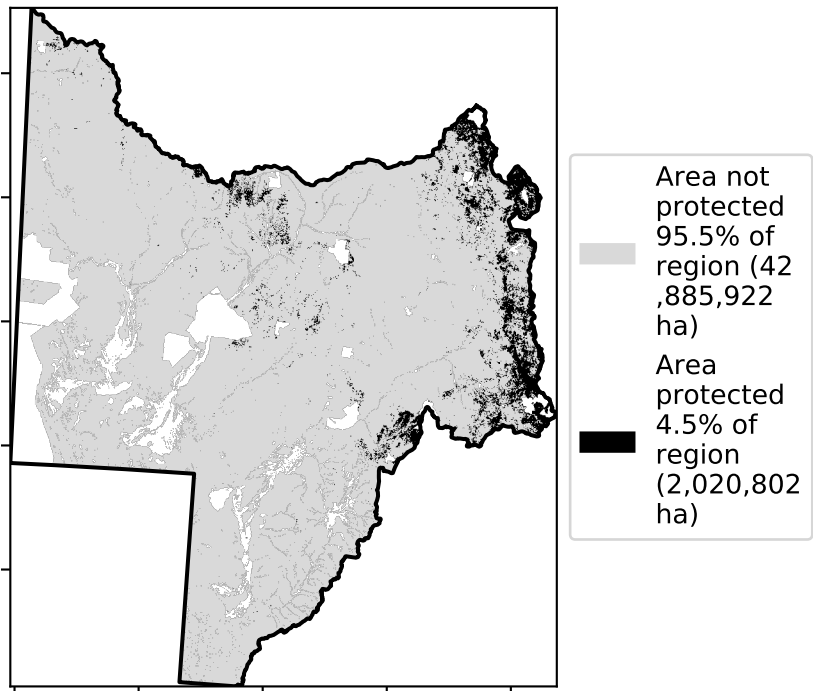 Area not
protected
95.5% of
region (42
,885,922
ha)
Area
protected
4.5% of
region
(2,020,802
ha)